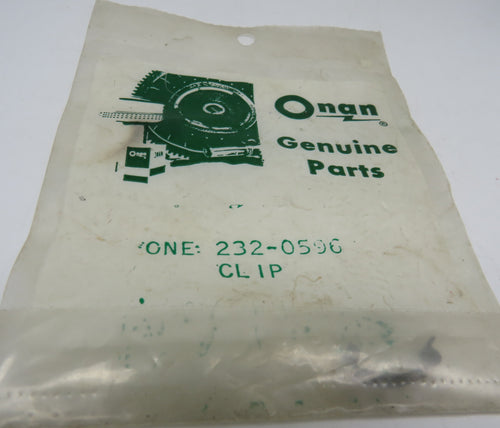 Onan
®
Genuine
Parts
ONE: 232-0596
CLIP